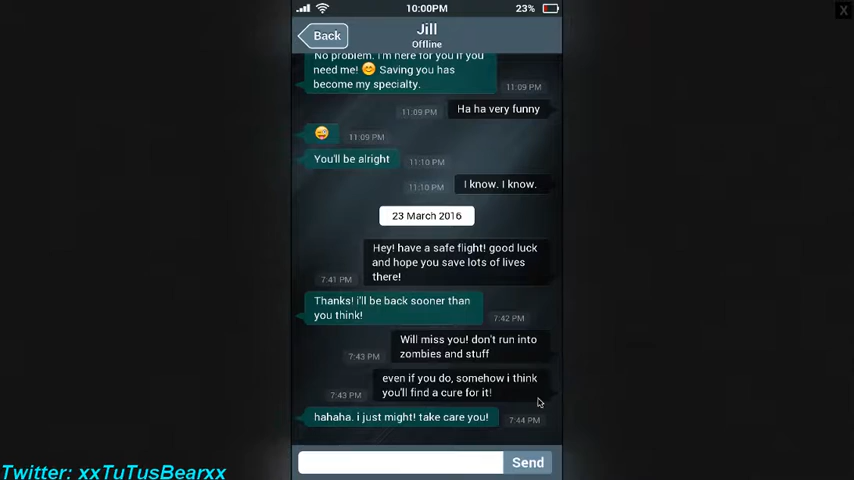 10:00PM
23%
X
Back
Jill
Offline
No problem. I'm here for you if you
need me! 😊 Saving you has
become my specialty.
11:09 PM
Ha ha very funny
11:09 PM
😜
11:09 PM
You'll be alright
11:10 PM
I know. I know.
11:10 PM
23 March 2016
Hey! have a safe flight! good luck
and hope you save lots of lives
there!
7:41 PM
Thanks! i'll be back sooner than
you think!
7:42 PM
Will miss you! don't run into
zombies and stuff
7:43 PM
even if you do, somehow i think
you'll find a cure for it!
7:43 PM
hahaha. i just might! take care you!
7:44 PM
Send
Twitter: xxTuTusBearxx